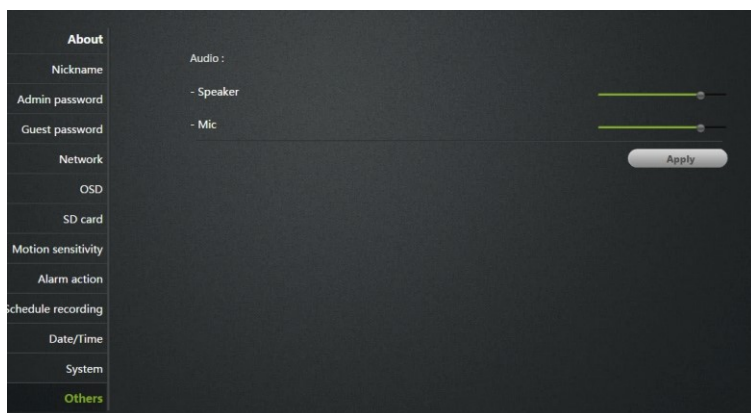 About
Nickname
Admin password
Guest password
Network
OSD
SD card
Motion sensitivity
Alarm action
Schedule recording
Date/Time
System
Others
Audio :
- Speaker
- Mic
Apply